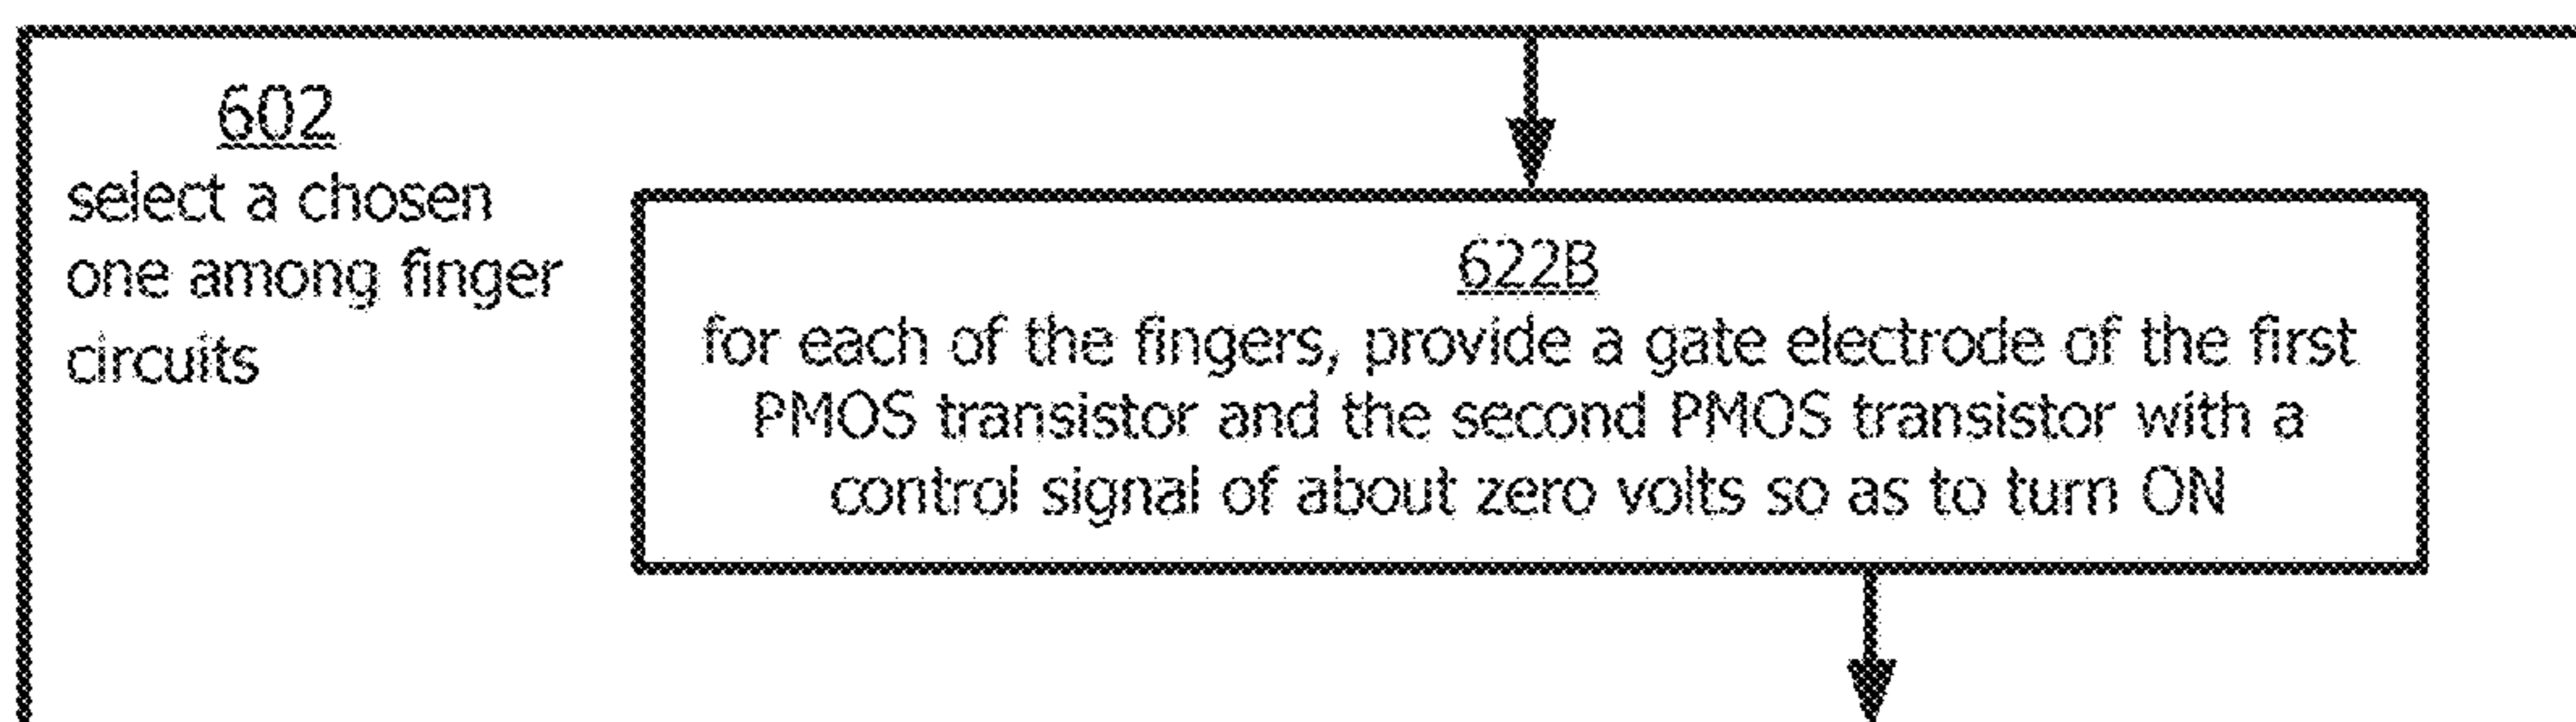 602
select a chosen
one among finger
circuits
622B
for each of the fingers, provide a gate electrode of the first
PMOS transistor and the second PMOS transistor with a
control signal of about zero volts so as to turn ON